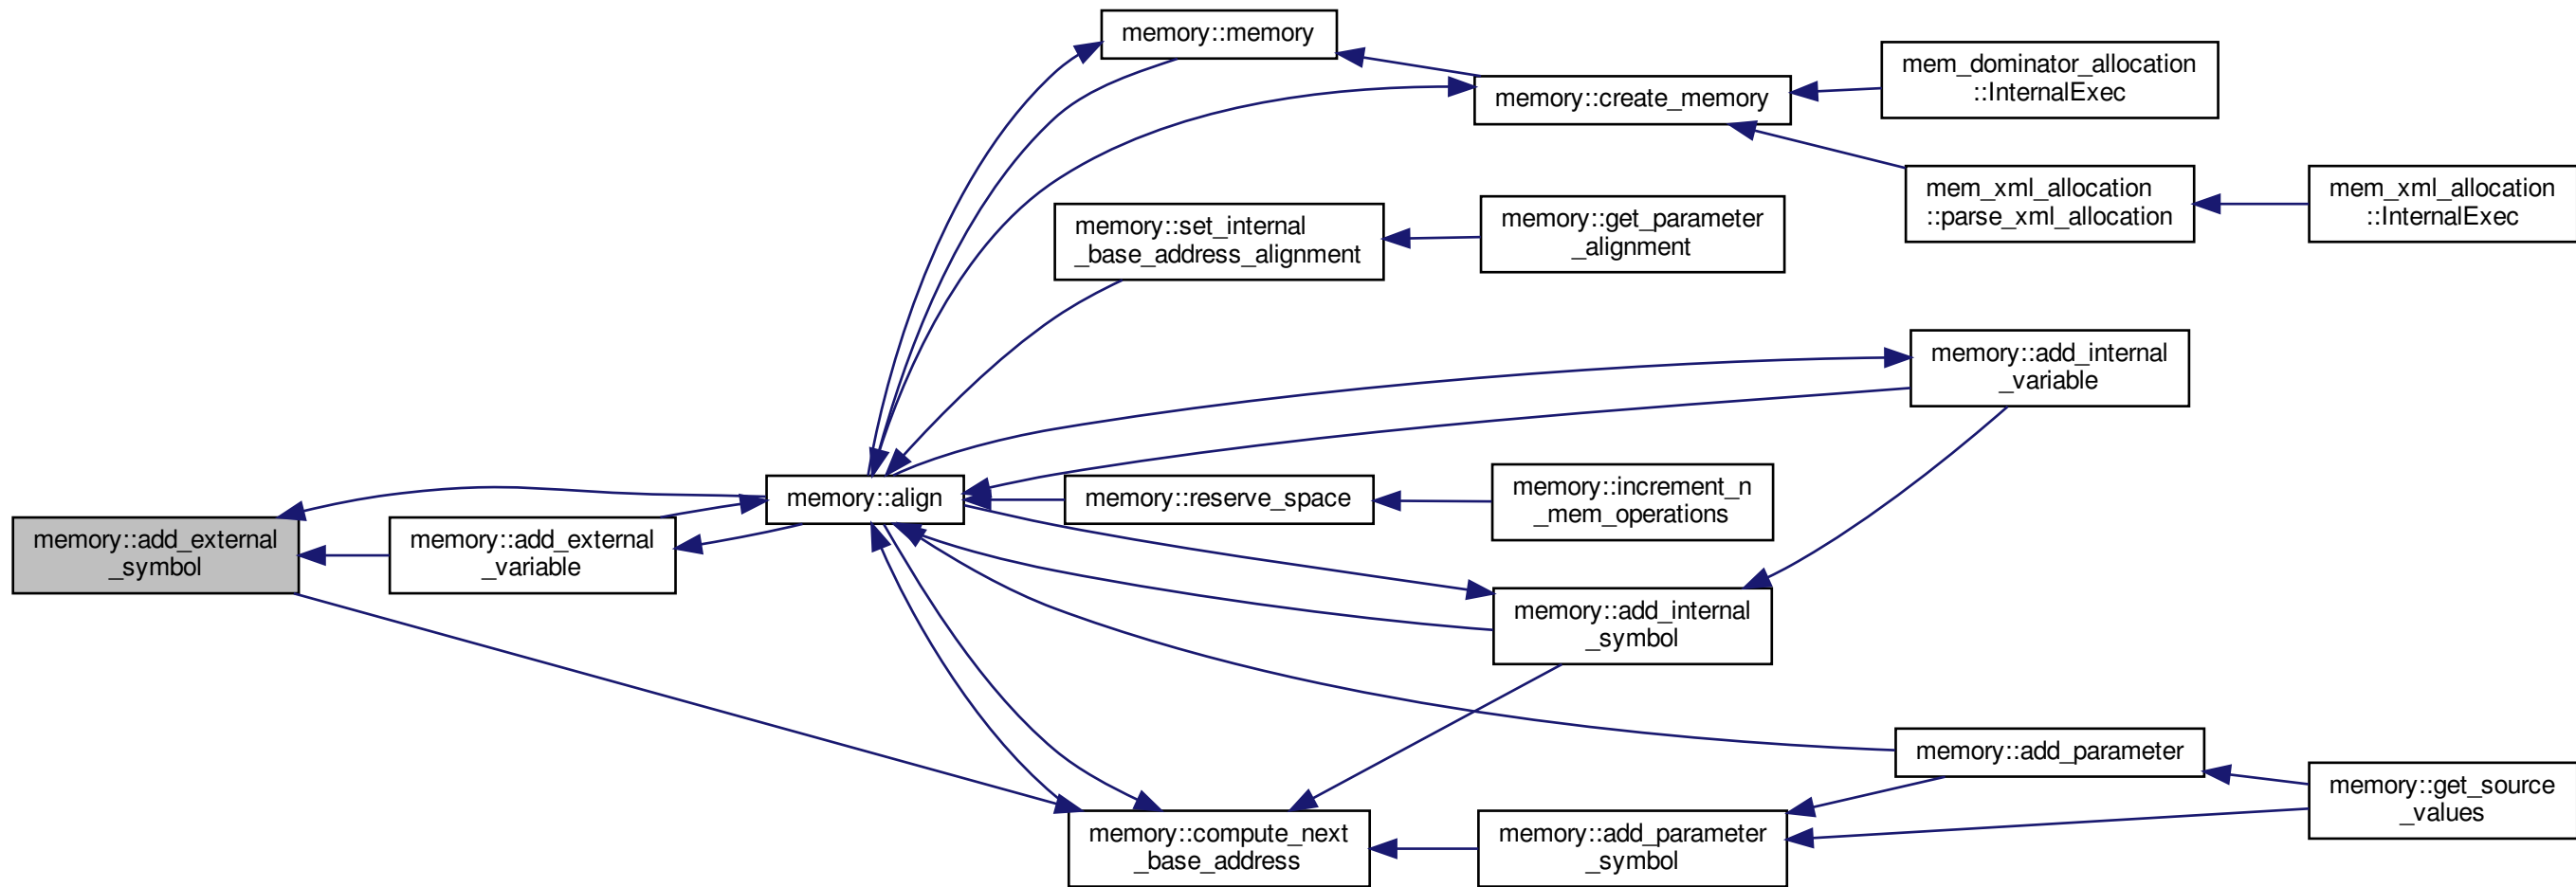 memory::memory
memory::create_memory
mem_dominator_allocation
::InternalExec
mem_xml_allocation
::parse_xml_allocation
mem_xml_allocation
::InternalExec
memory::set_internal
_base_address_alignment
memory::get_parameter
_alignment
memory::add_internal
_variable
memory::align
memory::reserve_space
memory::increment_n
_mem_operations
memory::add_external
_symbol
memory::add_external
_variable
memory::add_internal
_symbol
memory::add_parameter
memory::get_source
_values
memory::compute_next
_base_address
memory::add_parameter
_symbol